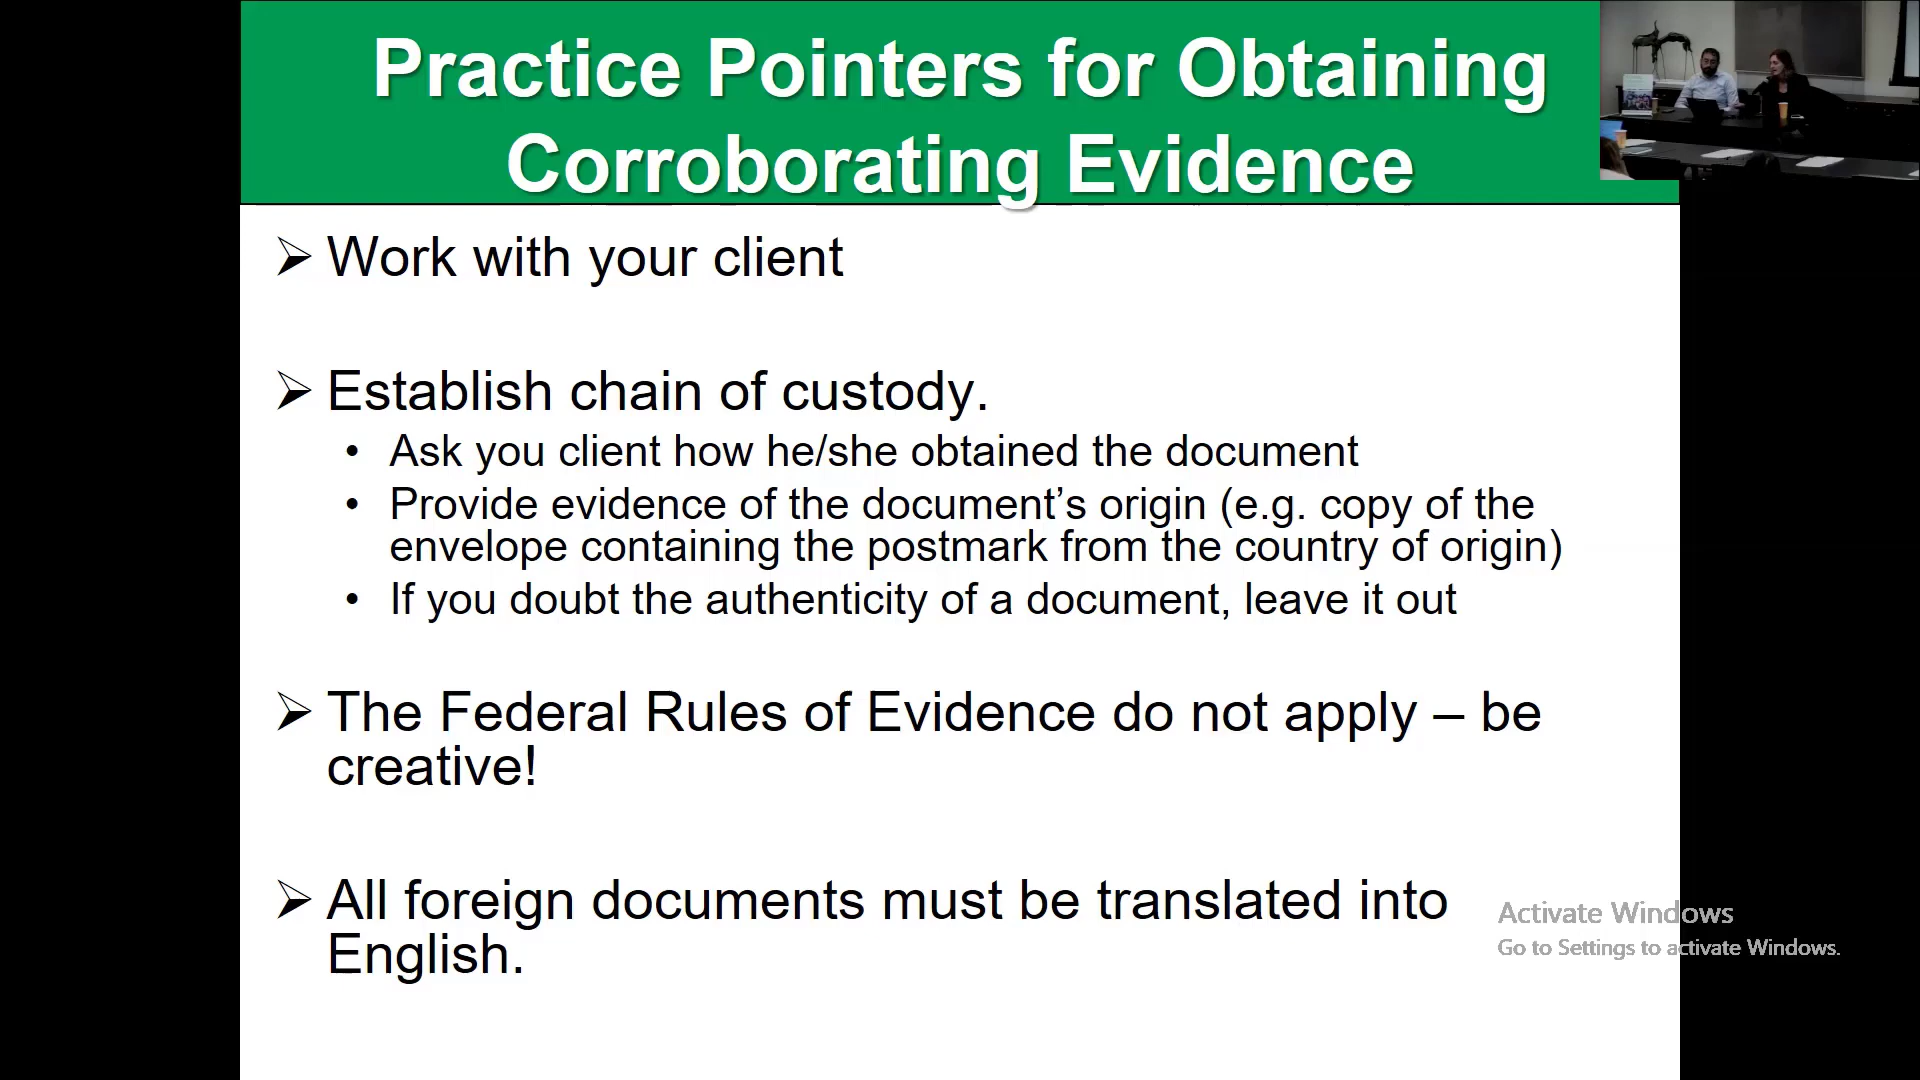 Practice Pointers for Obtaining
Corroborating Evidence
➢ Work with your client
➢ Establish chain of custody.
• Ask you client how he/she obtained the document
• Provide evidence of the document’s origin (e.g. copy of the
envelope containing the postmark from the country of origin)
• If you doubt the authenticity of a document, leave it out
➢ The Federal Rules of Evidence do not apply – be
creative!
➢ All foreign documents must be translated into
English.
Activate Windows
Go to Settings to activate Windows.